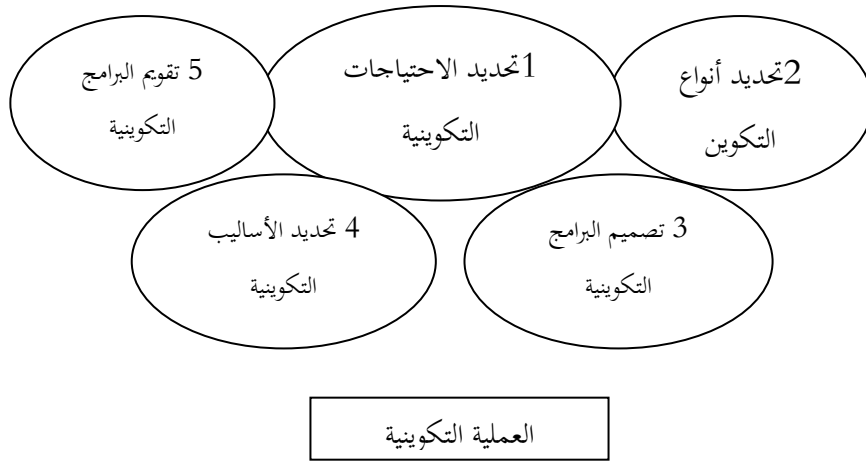 1تحديد الاحتياجات
التكوينية
2تحديد أنواع
التكوين
3 تصميم البرامج
التكوينية
4 تحديد الأساليب
التكوينية
5 تقويم البرامج
التكوينية
العملية التكوينية